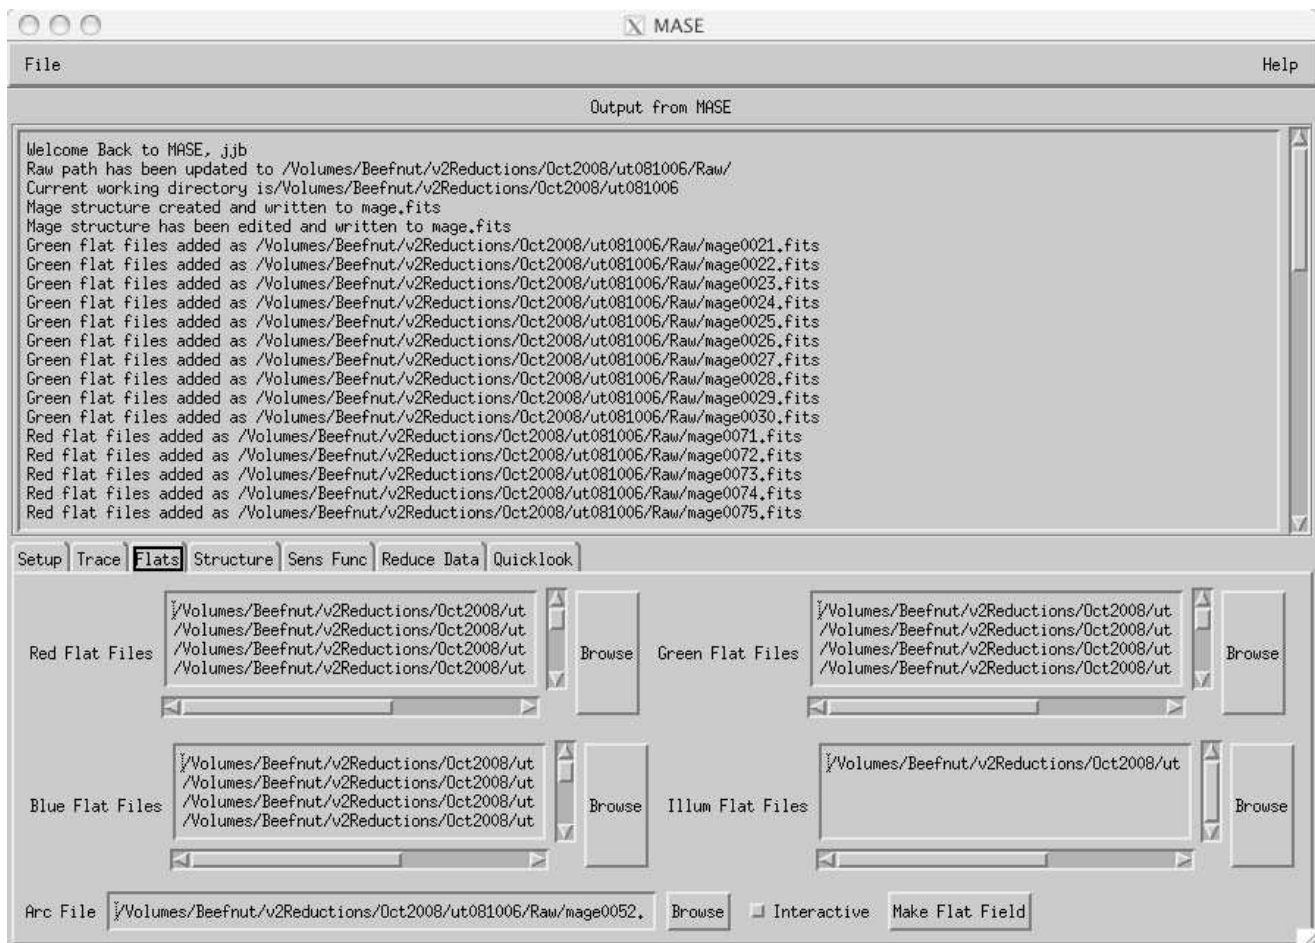 MASE
File Help
Output from MASE
Welcome Back to MASE, jjb
Raw path has been updated to /Volumes/Beefnut/v2Reductions/Oct2008/ut081006/Raw/
Current working directory is/Volumes/Beefnut/v2Reductions/Oct2008/ut081006
Mage structure created and written to mage.fits
Mage structure has been edited and written to mage.fits
Green flat files added as /Volumes/Beefnut/v2Reductions/Oct2008/ut081006/Raw/mage0021.fits
Green flat files added as /Volumes/Beefnut/v2Reductions/Oct2008/ut081006/Raw/mage0022.fits
Green flat files added as /Volumes/Beefnut/v2Reductions/Oct2008/ut081006/Raw/mage0023.fits
Green flat files added as /Volumes/Beefnut/v2Reductions/Oct2008/ut081006/Raw/mage0024.fits
Green flat files added as /Volumes/Beefnut/v2Reductions/Oct2008/ut081006/Raw/mage0025.fits
Green flat files added as /Volumes/Beefnut/v2Reductions/Oct2008/ut081006/Raw/mage0026.fits
Green flat files added as /Volumes/Beefnut/v2Reductions/Oct2008/ut081006/Raw/mage0027.fits
Green flat files added as /Volumes/Beefnut/v2Reductions/Oct2008/ut081006/Raw/mage0028.fits
Green flat files added as /Volumes/Beefnut/v2Reductions/Oct2008/ut081006/Raw/mage0029.fits
Green flat files added as /Volumes/Beefnut/v2Reductions/Oct2008/ut081006/Raw/mage0030.fits
Red flat files added as /Volumes/Beefnut/v2Reductions/Oct2008/ut081006/Raw/mage0071.fits
Red flat files added as /Volumes/Beefnut/v2Reductions/Oct2008/ut081006/Raw/mage0072.fits
Red flat files added as /Volumes/Beefnut/v2Reductions/Oct2008/ut081006/Raw/mage0073.fits
Red flat files added as /Volumes/Beefnut/v2Reductions/Oct2008/ut081006/Raw/mage0074.fits
Red flat files added as /Volumes/Beefnut/v2Reductions/Oct2008/ut081006/Raw/mage0075.fits
Setup Trace Flats Structure Sens Func Reduce Data Quicklook
Red Flat Files
/Volumes/Beefnut/v2Reductions/Oct2008/ut
/Volumes/Beefnut/v2Reductions/Oct2008/ut
/Volumes/Beefnut/v2Reductions/Oct2008/ut
/Volumes/Beefnut/v2Reductions/Oct2008/ut
Browse
Green Flat Files
/Volumes/Beefnut/v2Reductions/Oct2008/ut
/Volumes/Beefnut/v2Reductions/Oct2008/ut
/Volumes/Beefnut/v2Reductions/Oct2008/ut
/Volumes/Beefnut/v2Reductions/Oct2008/ut
Browse
Blue Flat Files
/Volumes/Beefnut/v2Reductions/Oct2008/ut
/Volumes/Beefnut/v2Reductions/Oct2008/ut
/Volumes/Beefnut/v2Reductions/Oct2008/ut
/Volumes/Beefnut/v2Reductions/Oct2008/ut
Browse
Illum Flat Files
/Volumes/Beefnut/v2Reductions/Oct2008/ut
Browse
Arc File /Volumes/Beefnut/v2Reductions/Oct2008/ut081006/Raw/mage0052. Browse Interactive Make Flat Field